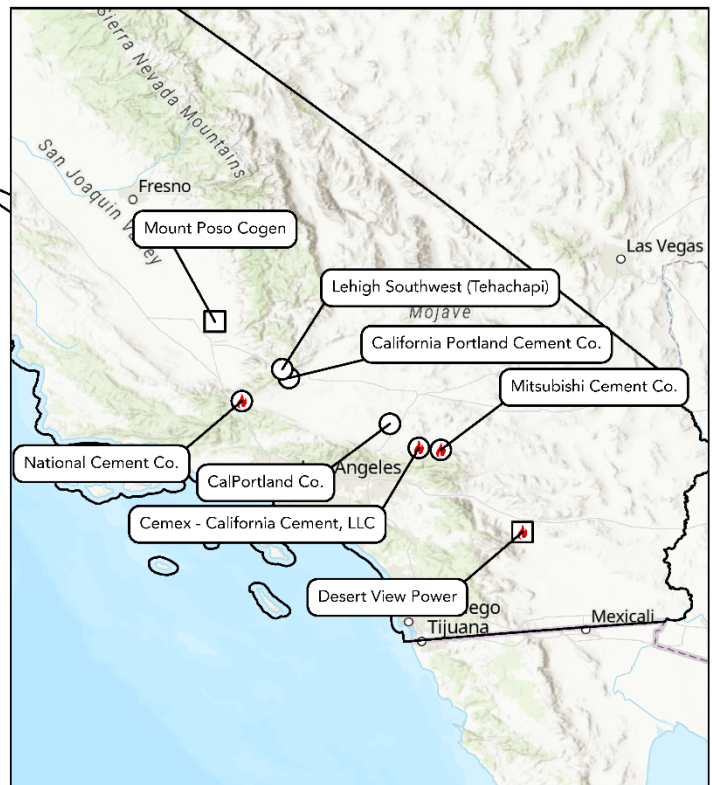 Sierra Nevada Mountains
San Joaquin Valley
Fresno
Mount Poso Cogen
Las Vegas
Lehigh Southwest (Tehachapi)
Mojave
California Portland Cement Co.
Mitsubishi Cement Co.
National Cement Co.
Angeles
CalPortland Co.
Cemex - California Cement, LLC
Desert View Power
ego
Tijuana
Mexicali